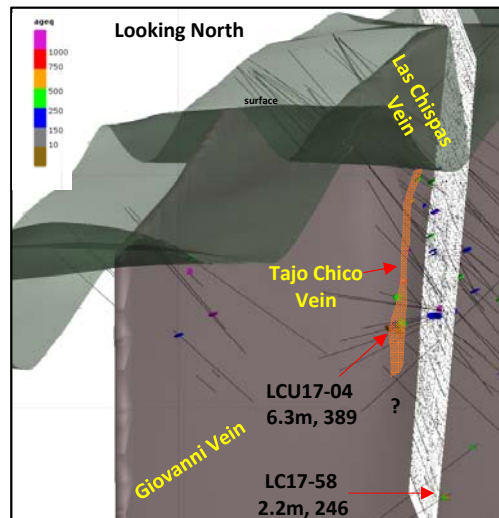 ageq
1000
750
500
250
150
10
Looking North
surface
Las Chispas
Vein
Tajo Chico
Vein
LCU17-04
6.3m, 389
?
Giovanni Vein
LC17-58
2.2m, 246